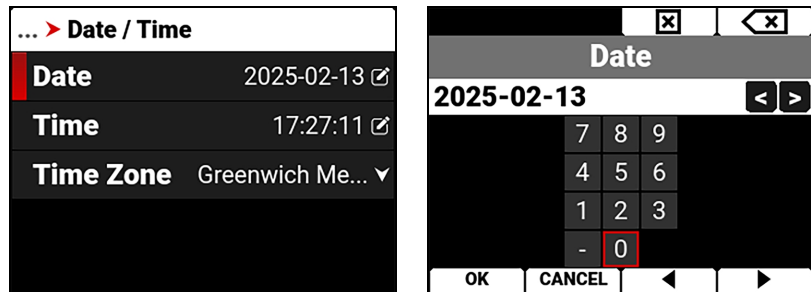 ... > Date / Time
Date 2025-02-13
Time 17:27:11
Time Zone Greenwich Me...
Date
2025-02-13
< >
7 8 9
4 5 6
1 2 3
- 0
OK CANCEL